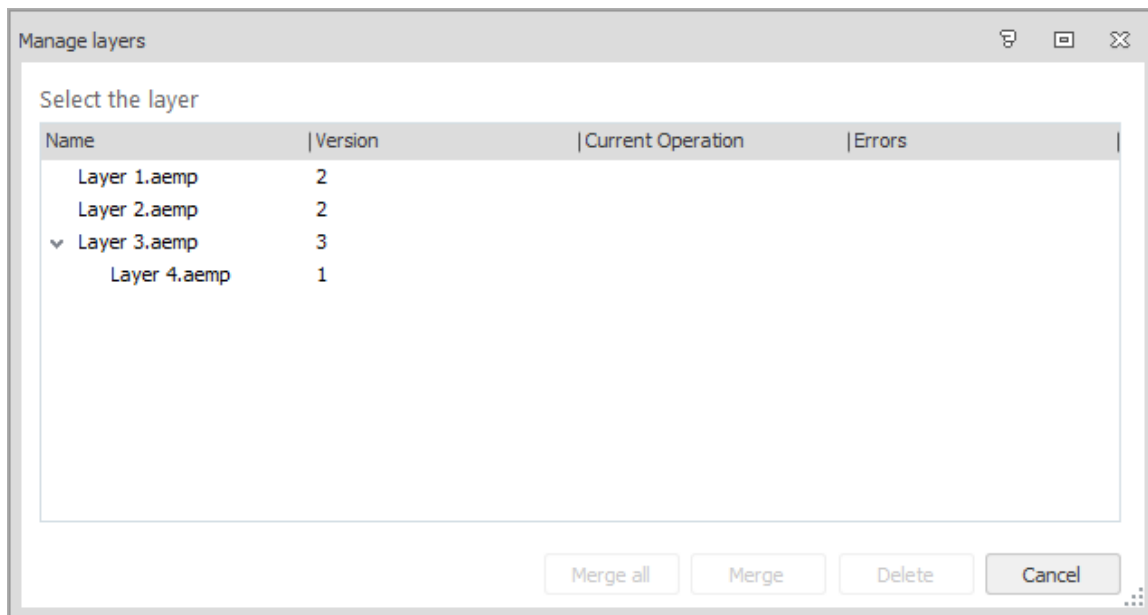 Manage layers
Select the layer
Name |Version |Current Operation |Errors |
Layer 1.aemp 2
Layer 2.aemp 2
Layer 3.aemp 3
Layer 4.aemp 1
Merge all Merge Delete Cancel